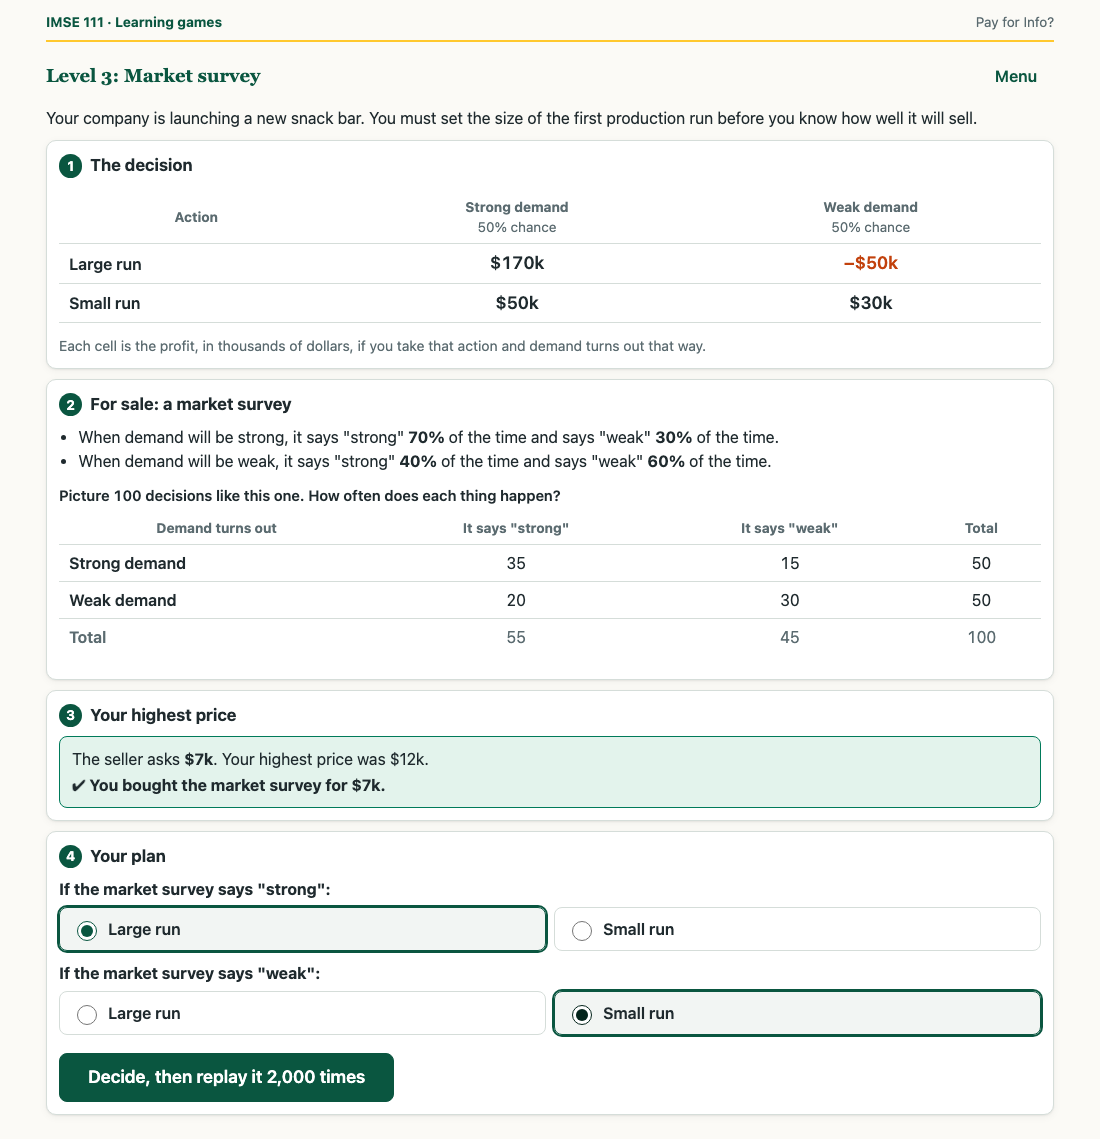 IMSE 111 · Learning games
Pay for Info?
Level 3: Market survey
Menu
Your company is launching a new snack bar. You must set the size of the first production run before you know how well it will sell.
1 The decision
Action Strong demand Weak demand
50% chance 50% chance
Large run $170k −$50k
Small run $50k $30k
Each cell is the profit, in thousands of dollars, if you take that action and demand turns out that way.
2 For sale: a market survey
• When demand will be strong, it says "strong" 70% of the time and says "weak" 30% of the time.
• When demand will be weak, it says "strong" 40% of the time and says "weak" 60% of the time.
Picture 100 decisions like this one. How often does each thing happen?
Demand turns out It says "strong" It says "weak" Total
Strong demand 35 15 50
Weak demand 20 30 50
Total 55 45 100
3 Your highest price
The seller asks $7k. Your highest price was $12k.
✔ You bought the market survey for $7k.
4 Your plan
If the market survey says "strong":
Large run Small run
If the market survey says "weak":
Large run Small run
Decide, then replay it 2,000 times